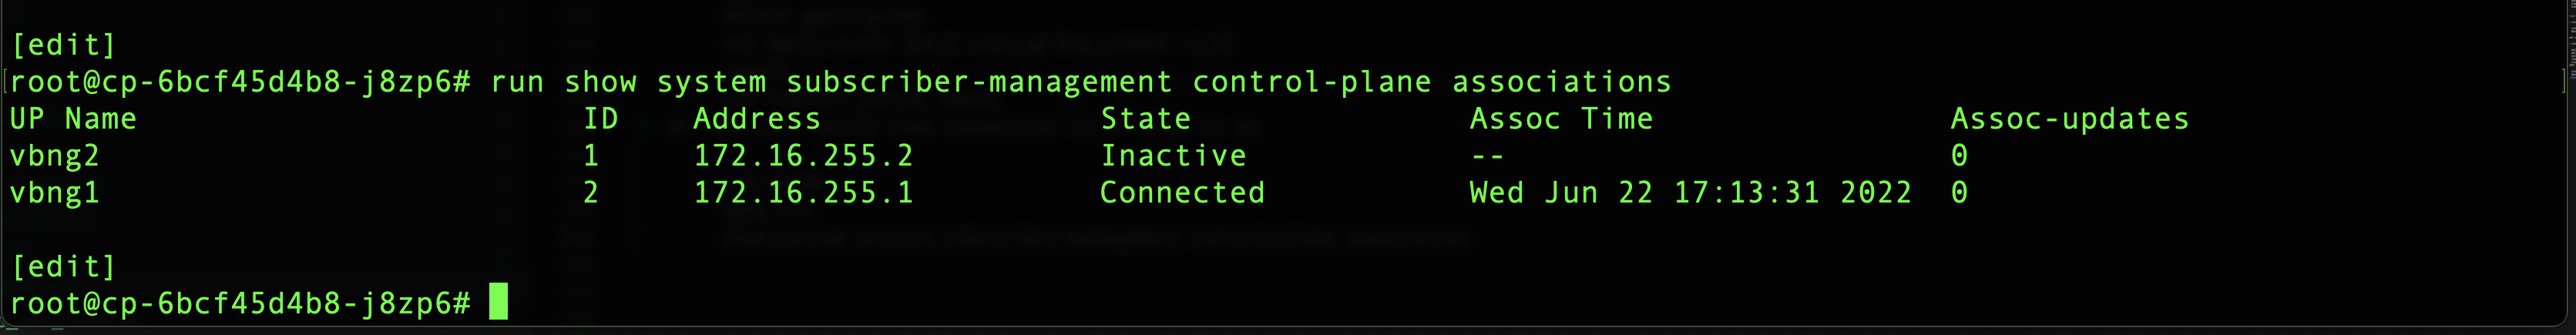 [edit]
root@cp-6bcf45d4b8-j8zp6# run show system subscriber-management control-plane associations
UP Name ID Address State Assoc Time Assoc-updates
vbng2 1 172.16.255.2 Inactive -- 0
vbng1 2 172.16.255.1 Connected Wed Jun 22 17:13:31 2022 0
[edit]
root@cp-6bcf45d4b8-j8zp6#